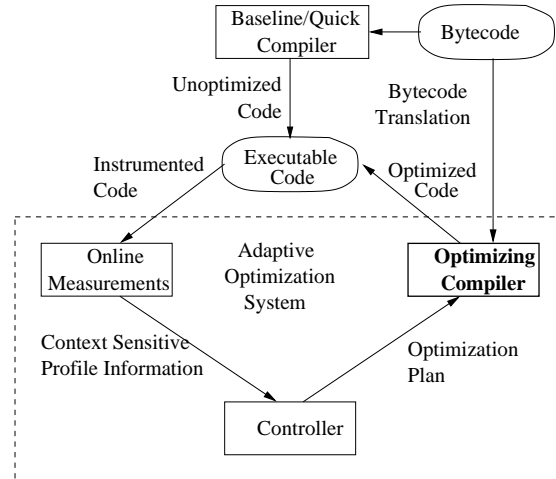 Baseline/Quick
Compiler
Bytecode
Unoptimized
Code
Bytecode
Translation
Executable
Code
Instrumented
Code
Optimized
Code
Online
Measurements
Adaptive
Optimization
System
Optimizing
Compiler
Context Sensitive
Profile Information
Optimization
Plan
Controller